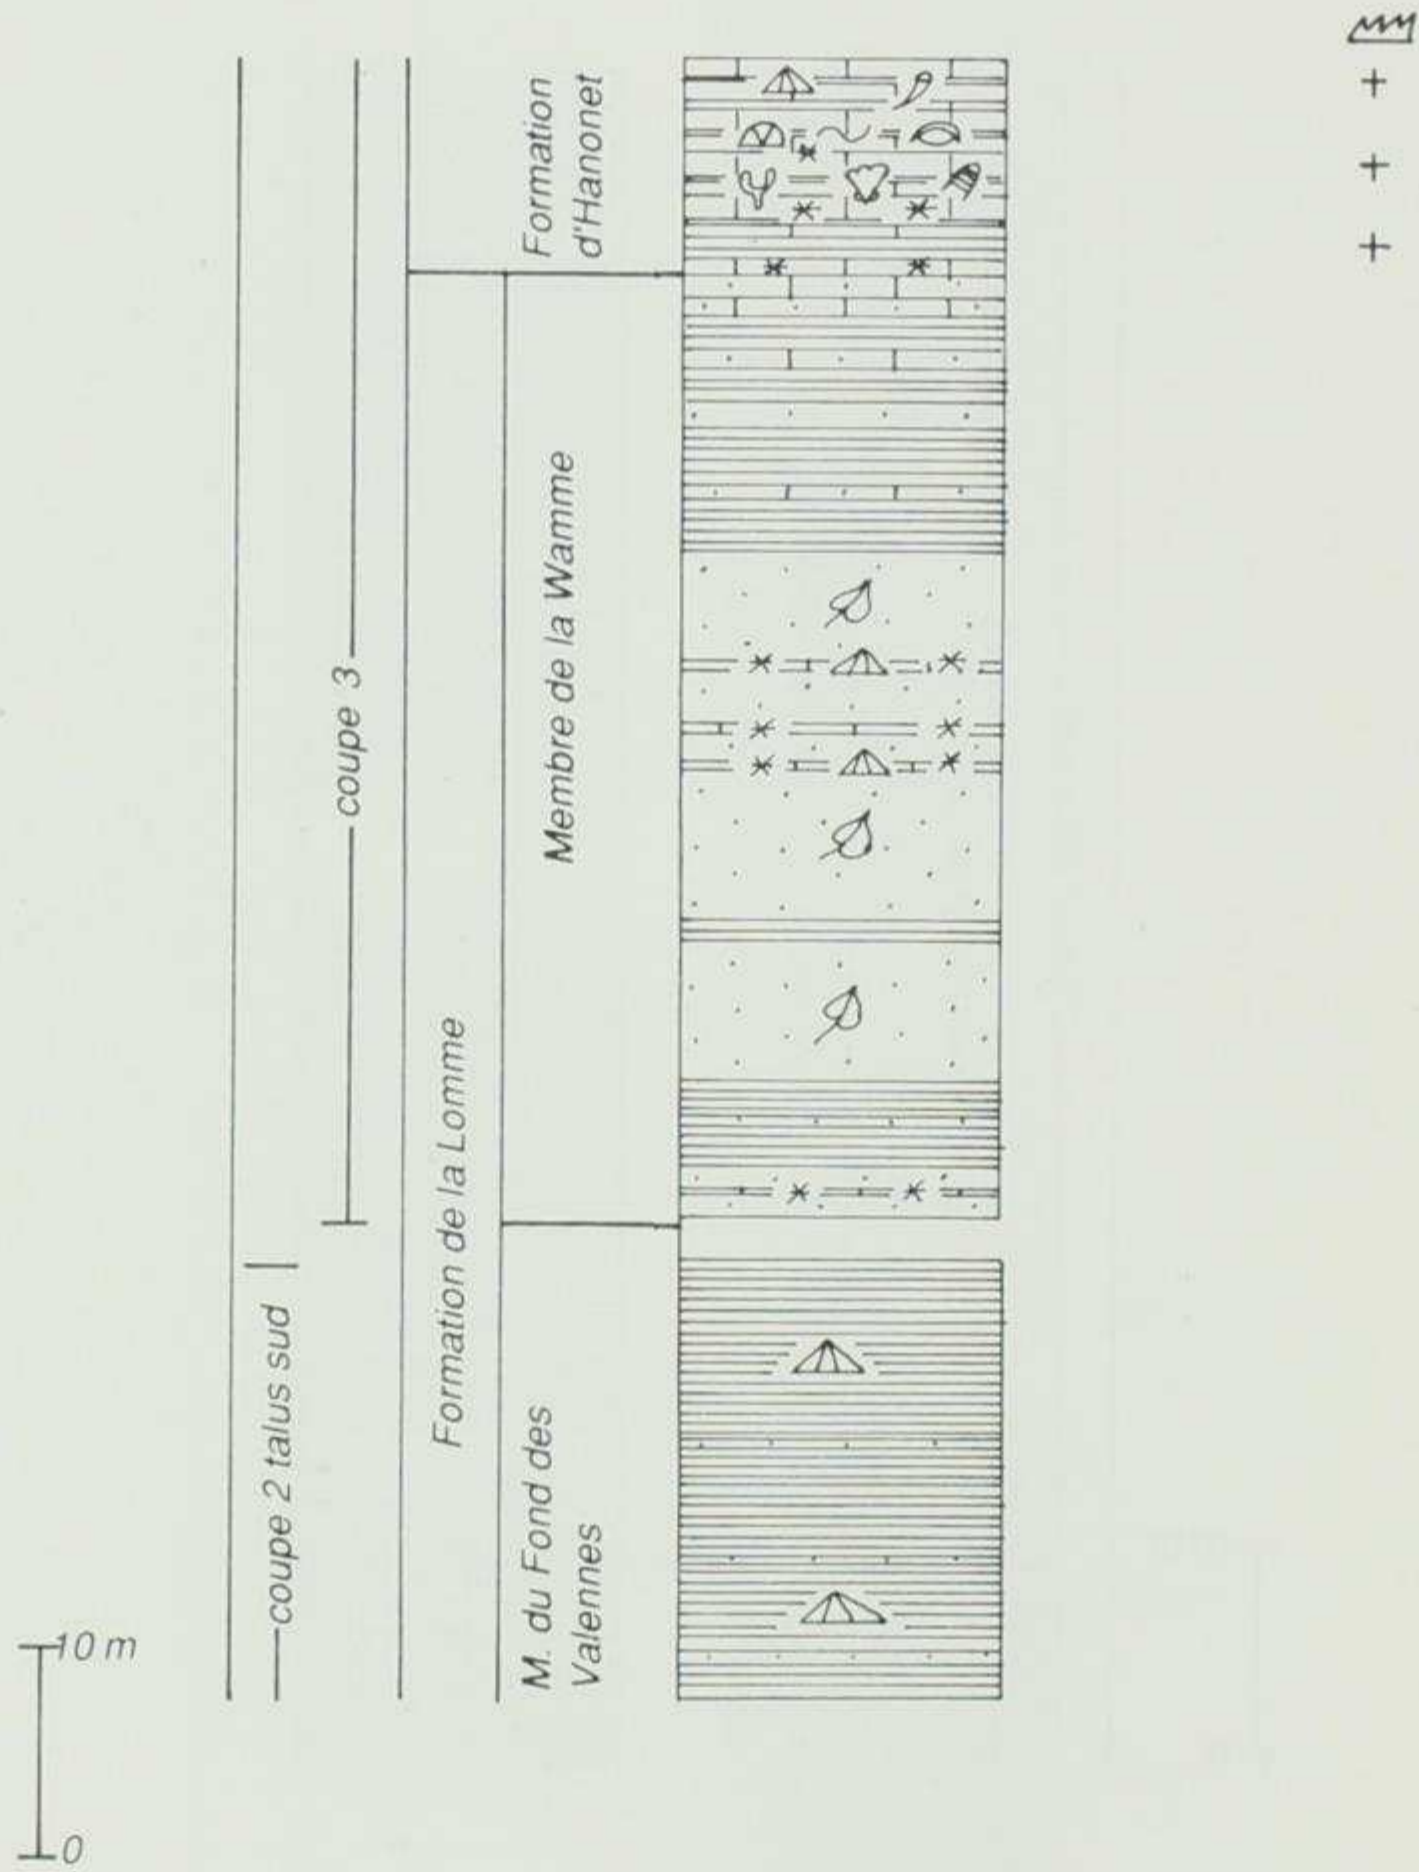 Formation
d'Hanonet
coupe 3
Membre de la Wamme
Formation de la Lomme
coupe 2 talus sud
M. du Fond des
Valennes
10 m
0
+
+
+